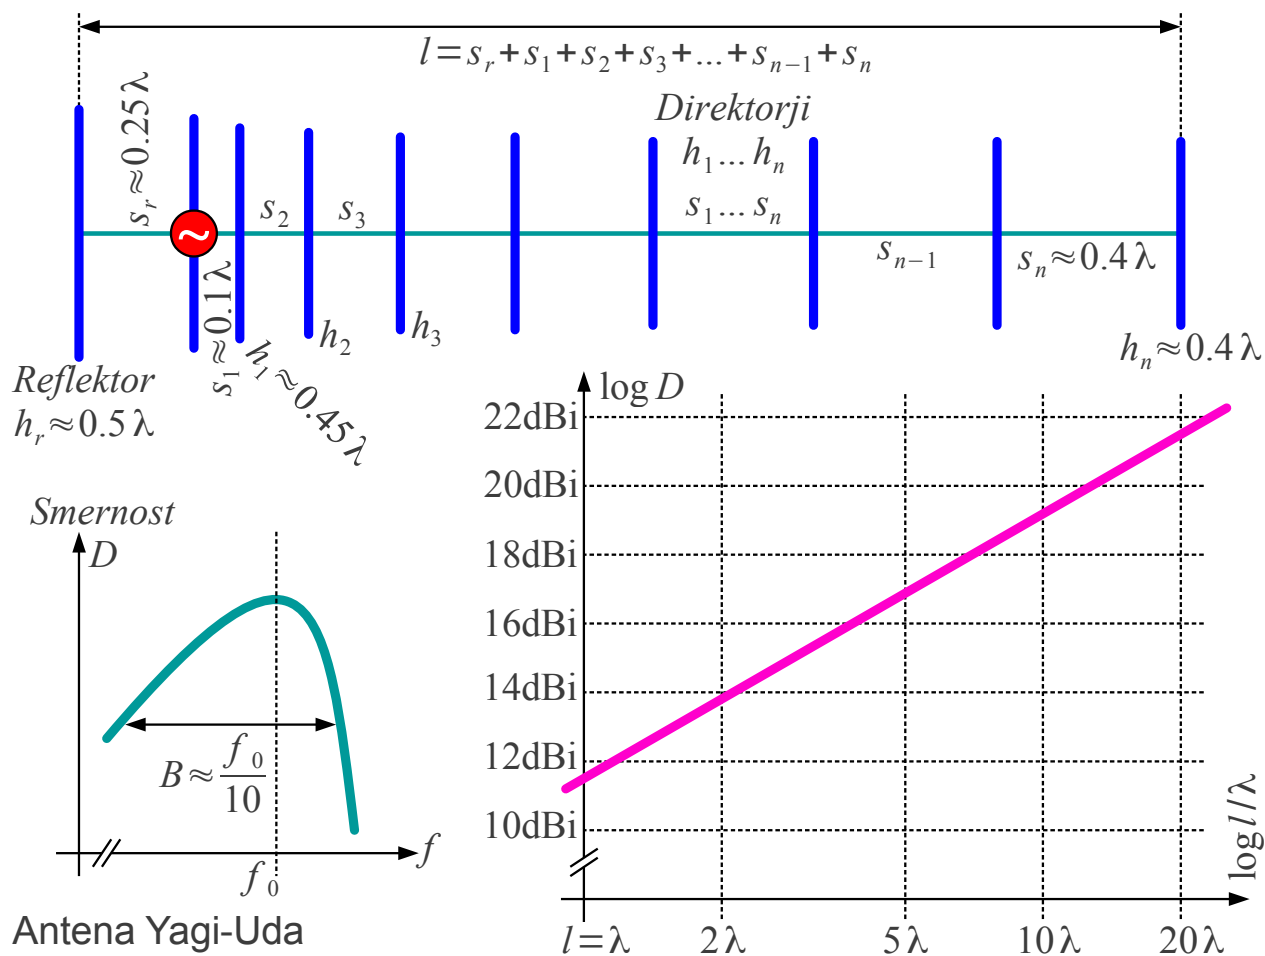 l=sᵣ+s₁+s₂+s₃+...+sₙ₋₁+sₙ
sᵣ≈0.25λ
Direktorji
h₁...hₙ
s₁...sₙ
s₂
s₃
~
sₙ₋₁
sₙ≈0.4λ
s₁≈0.1λ
h₁≈0.45λ
h₂
h₃
hₙ≈0.4λ
Reflektor
hᵣ≈0.5λ
log D
22dBi
20dBi
18dBi
16dBi
14dBi
12dBi
10dBi
log l/λ
l=λ
2λ
5λ
10λ
20λ
Smernost
D
B≈f₀/10
f
f₀
Antena Yagi-Uda